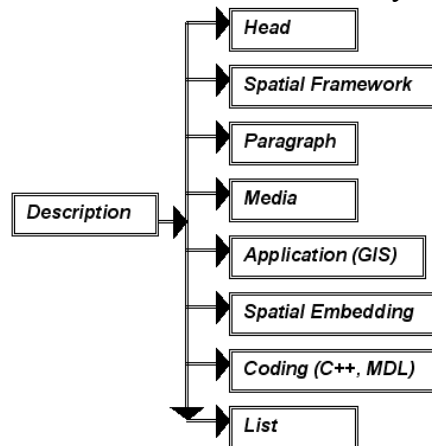 Head
Spatial Framework
Paragraph
Media
Description
Application (GIS)
Spatial Embedding
Coding (C++, MDL)
List